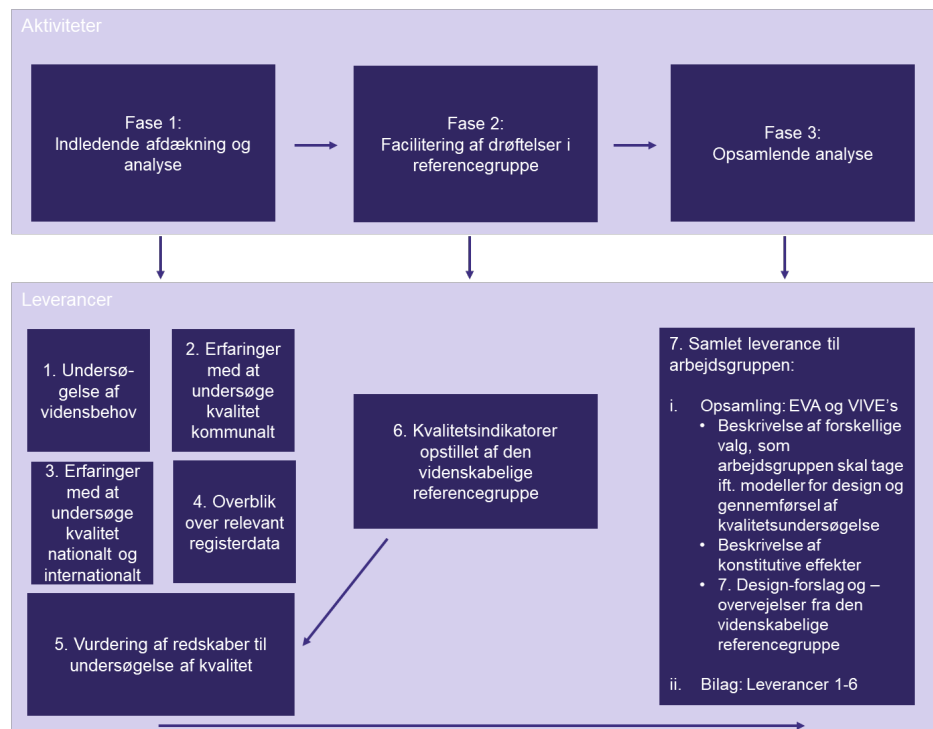 Aktiviteter
Fase 1:
Indledende afdækning og
analyse
Fase 2:
Facilitering af drøftelser i
referencegruppe
Fase 3:
Opsamlende analyse
Leverancer
1. Undersø-
gelse af
vidensbehov
2. Erfaringer
med at
undersøge
kvalitet
kommunalt
3. Erfaringer
med at
undersøge
kvalitet
nationalt og
internationalt
4. Overblik
over relevant
registerdata
5. Vurdering af redskaber til
undersøgelse af kvalitet
6. Kvalitetsindikatorer
opstillet af den
videnskabelige
referencegruppe
7. Samlet leverance til
arbejdsgruppen:
i. Opsamling: EVA og VIVE's
• Beskrivelse af forskellige
valg, som
arbejdsgruppen skal tage
ift. modeller for design og
gennemførsel af
kvalitetsundersøgelse
• Beskrivelse af
konstitutive effekter
• 7. Design-forslag og –
overvejelser fra den
videnskabelige
referencegruppe
ii. Bilag: Leverancer 1-6